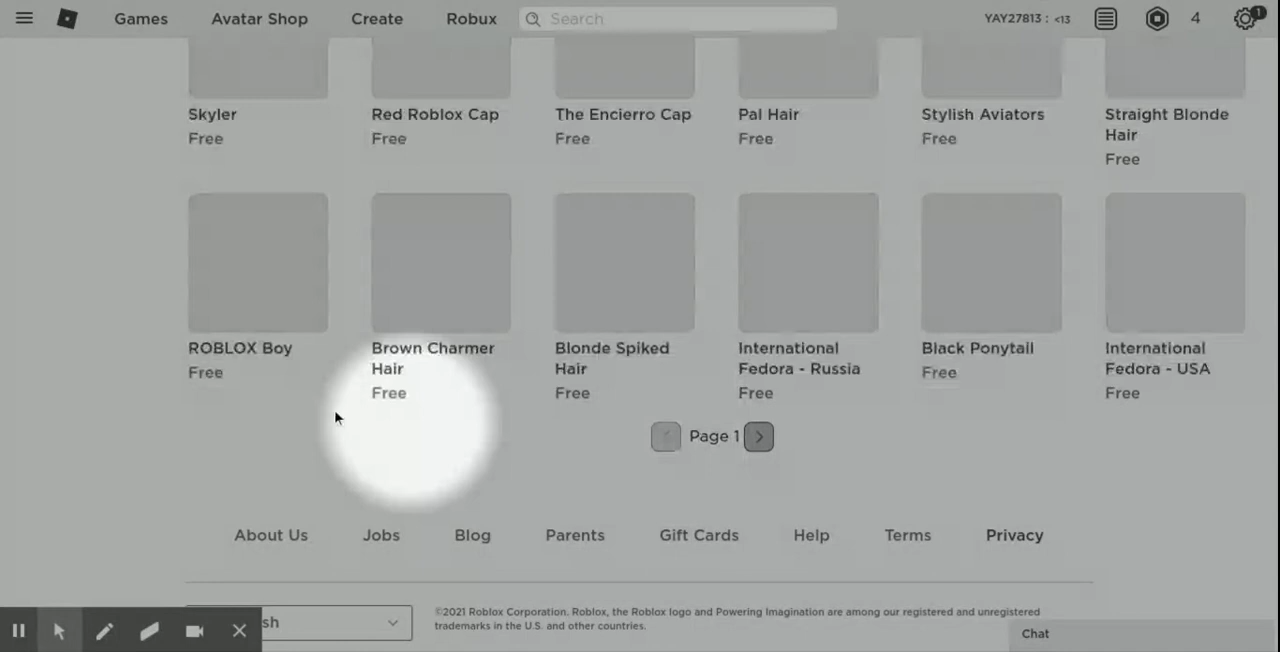 Games Avatar Shop Create Robux Search YAY27813 : <13 4 1
Skyler Red Roblox Cap The Encierro Cap Pal Hair Stylish Aviators Straight Blonde
Hair
Free Free Free Free Free
Free
ROBLOX Boy Brown Charmer Blonde Spiked International Black Ponytail International
Hair Hair Fedora - Russia Fedora - USA
Free Free
Free Free Free Free
Page 1
About Us Jobs Blog Parents Gift Cards Help Terms Privacy
©2021 Roblox Corporation. Roblox, the Roblox logo and Powering Imagination are among our registered and unregistered
sh
trademarks in the U.S. and other countries.
Chat